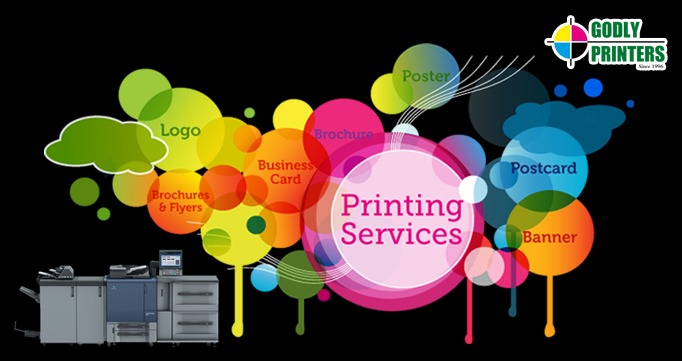 GODLY
PRINTERS
Since 1996
Poster
Logo
Brochure
Business
Card
Postcard
Brochures
& Flyers
Printing
Services
Banner